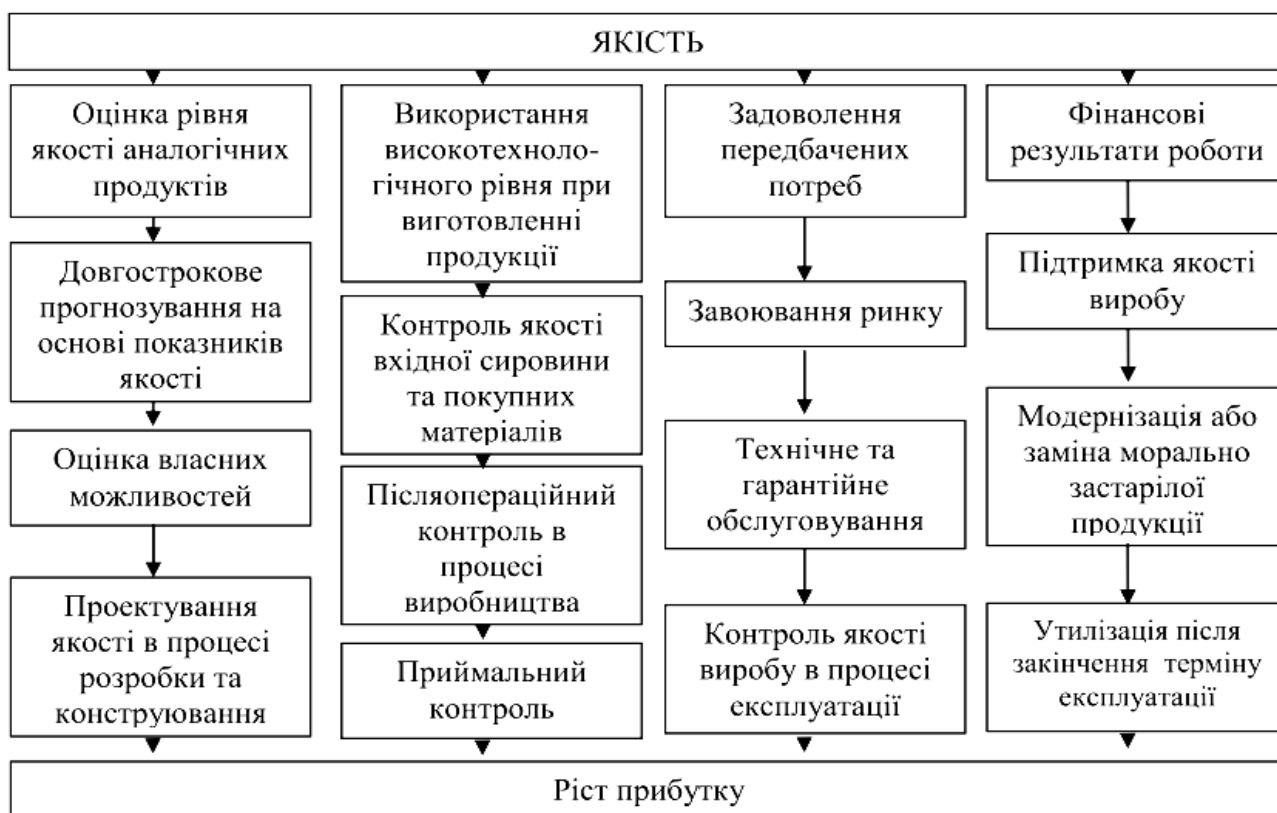 ЯКІСТЬ
Оцінка рівня
якості аналогічних
продуктів
Довгострокове
прогнозування на
основі показників
якості
Оцінка власних
можливостей
Проектування
якості в процесі
розробки та
конструювання
Використання
високотехноло-
гічного рівня при
виготовленні
продукції
Контроль якості
вхідної сировини
та покупних
матеріалів
Післяопераційний
контроль в
процесі
виробництва
Приймальний
контроль
Задоволення
передбачених
потреб
Завоювання ринку
Технічне та
гарантійне
обслуговування
Контроль якості
виробу в процесі
експлуатації
Фінансові
результати роботи
Підтримка якості
виробу
Модернізація або
заміна морально
застарілої
продукції
Утилізація після
закінчення терміну
експлуатації
Ріст прибутку